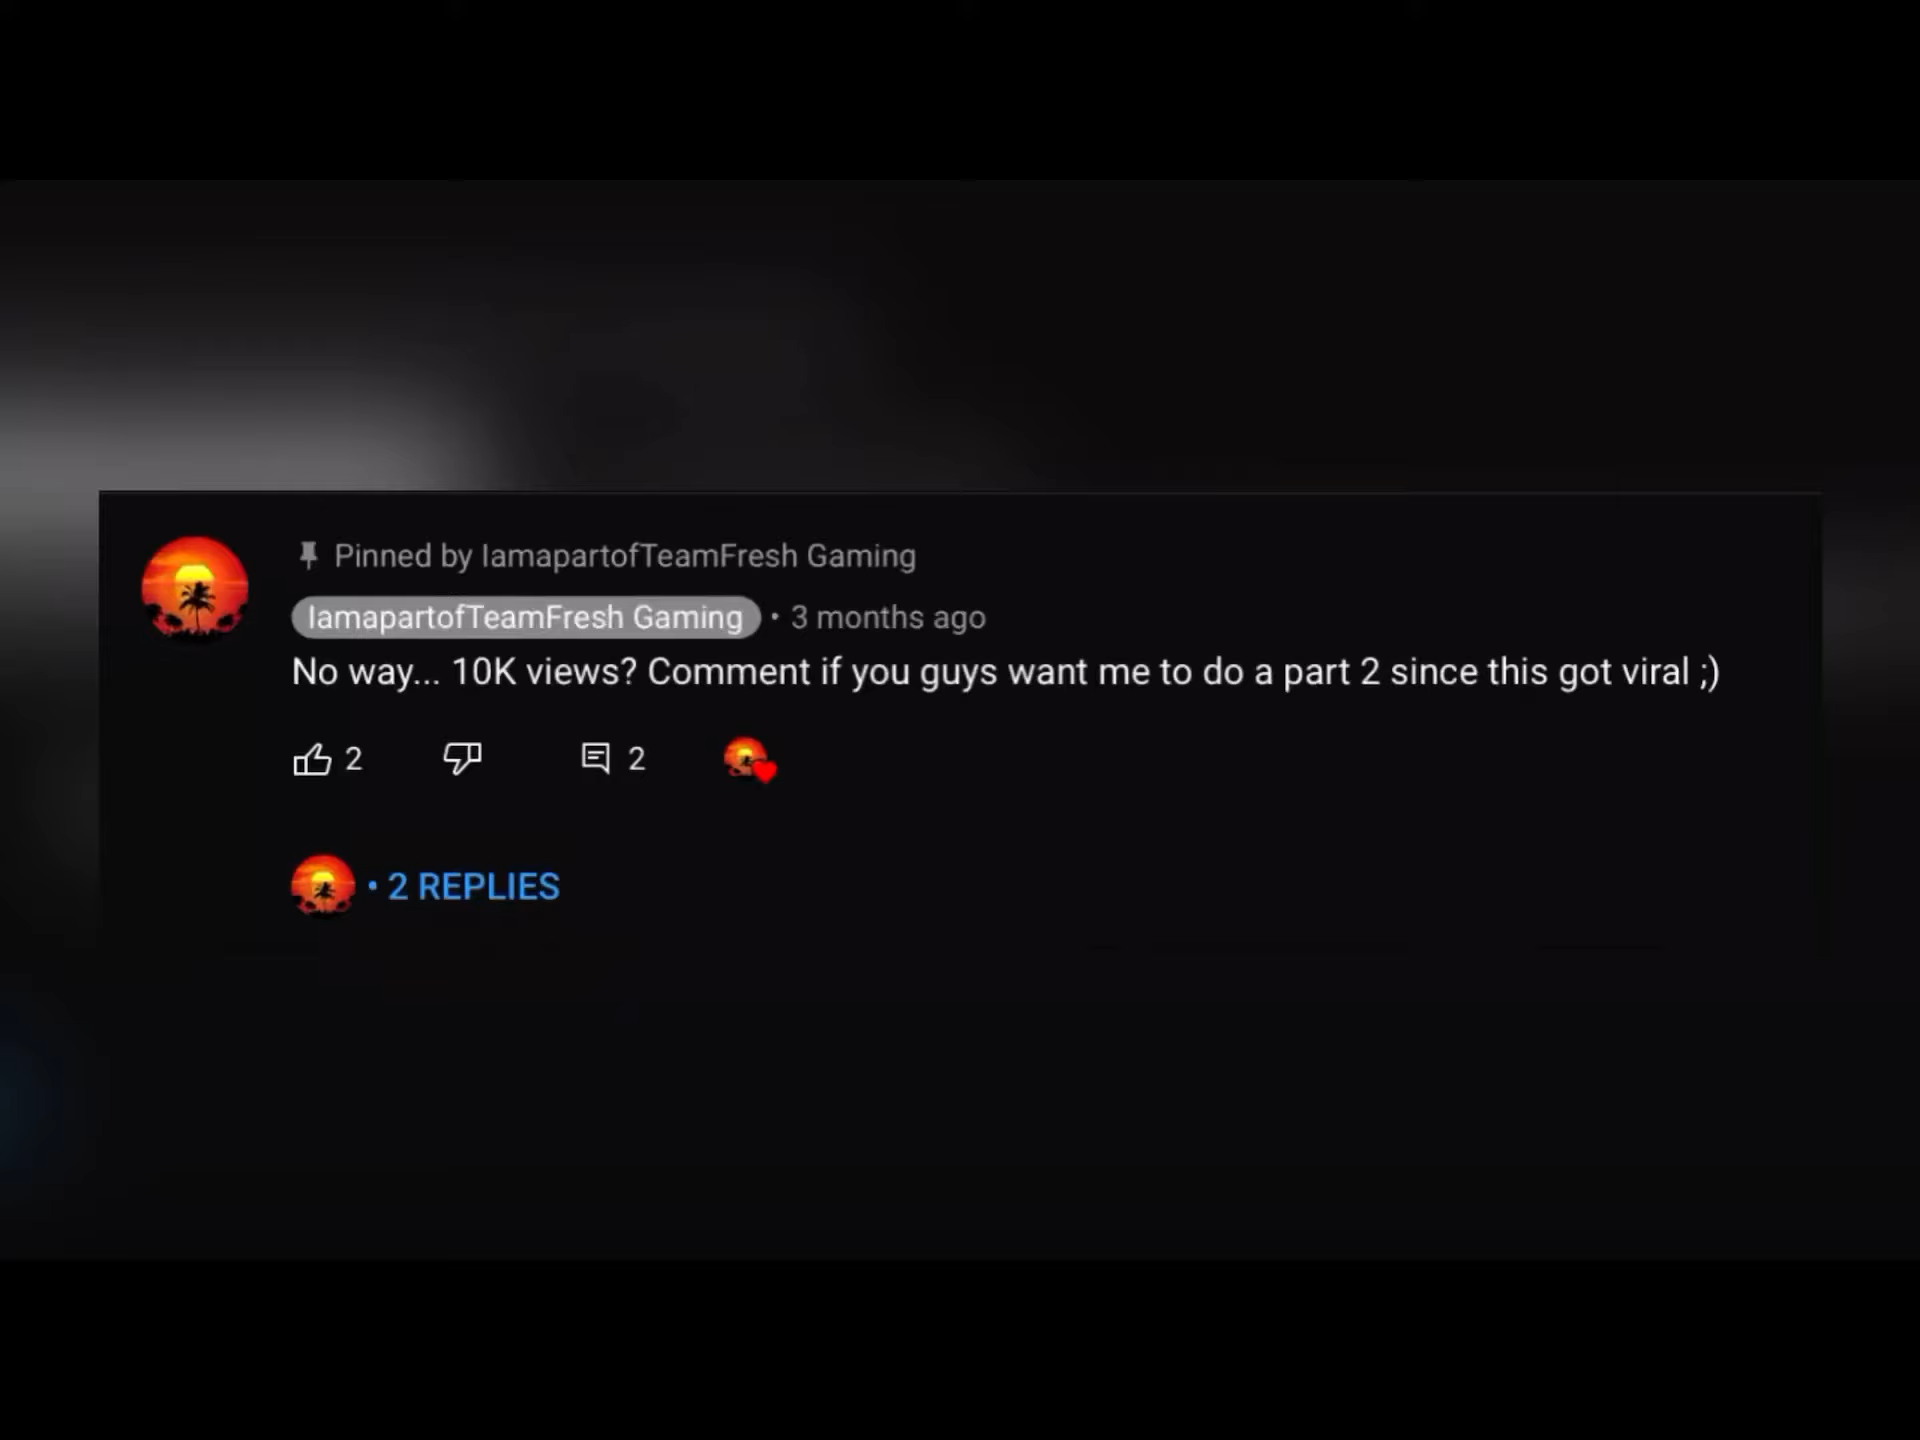 Pinned by IamapartofTeamFresh Gaming
IamapartofTeamFresh Gaming • 3 months ago
No way... 10K views? Comment if you guys want me to do a part 2 since this got viral ;)
2 2
• 2 REPLIES